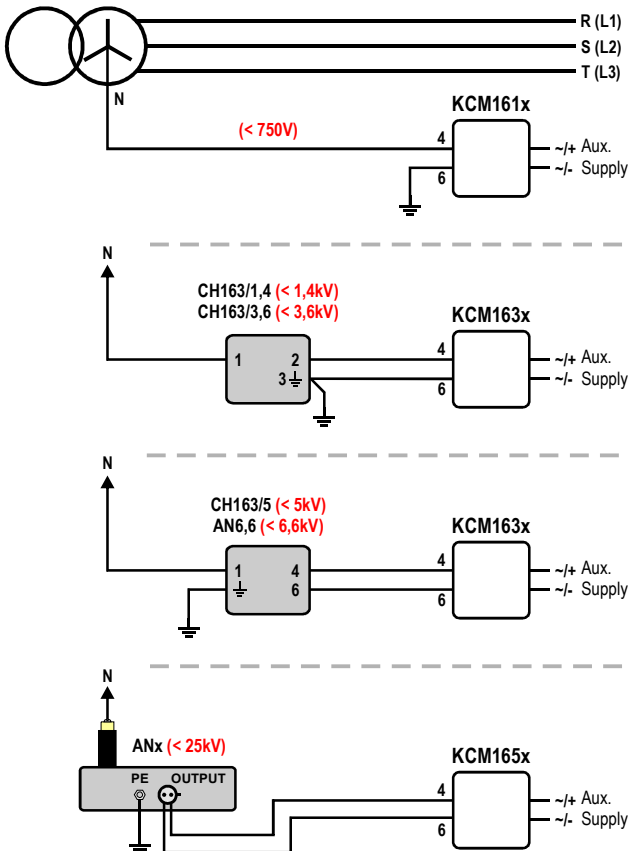 R (L1)
S (L2)
T (L3)
N
KCM161x
(< 750V)
4
~/+ Aux.
6
~/- Supply
N
CH163/1,4 (< 1,4kV)
CH163/3,6 (< 3,6kV)
KCM163x
1
2
4
~/+ Aux.
3
6
~/- Supply
N
CH163/5 (< 5kV)
AN6,6 (< 6,6kV)
KCM163x
1
4
4
~/+ Aux.
6
6
~/- Supply
N
ANx (< 25kV)
KCM165x
PE
OUTPUT
4
~/+ Aux.
6
~/- Supply